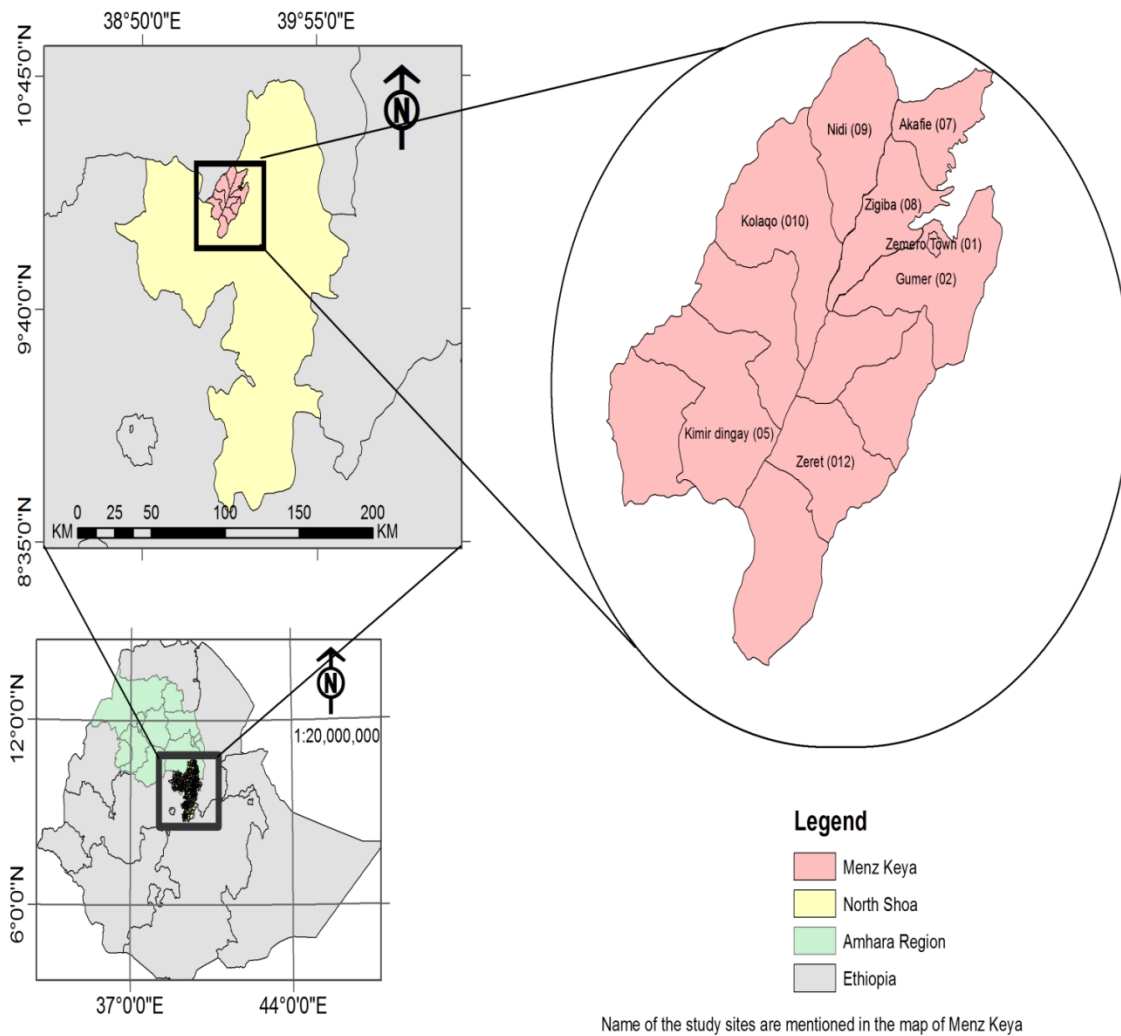 38°50'0"E 39°55'0"E
10°45'0"N
9°40'0"N
8°35'0"N
N
0 25 50 100 150 200
KM KM
Nidi (09)
Akafie (07)
Kolaqo (010)
Zigiba (08)
Zemero Town (01)
Gumer (02)
Kimir dingay (05)
Zeret (012)
N
1:20,000,000
12°0'0"N
6°0'0"N
37°0'0"E 44°0'0"E
Legend
Menz Keya
North Shoa
Amhara Region
Ethiopia
Name of the study sites are mentioned in the map of Menz Keya